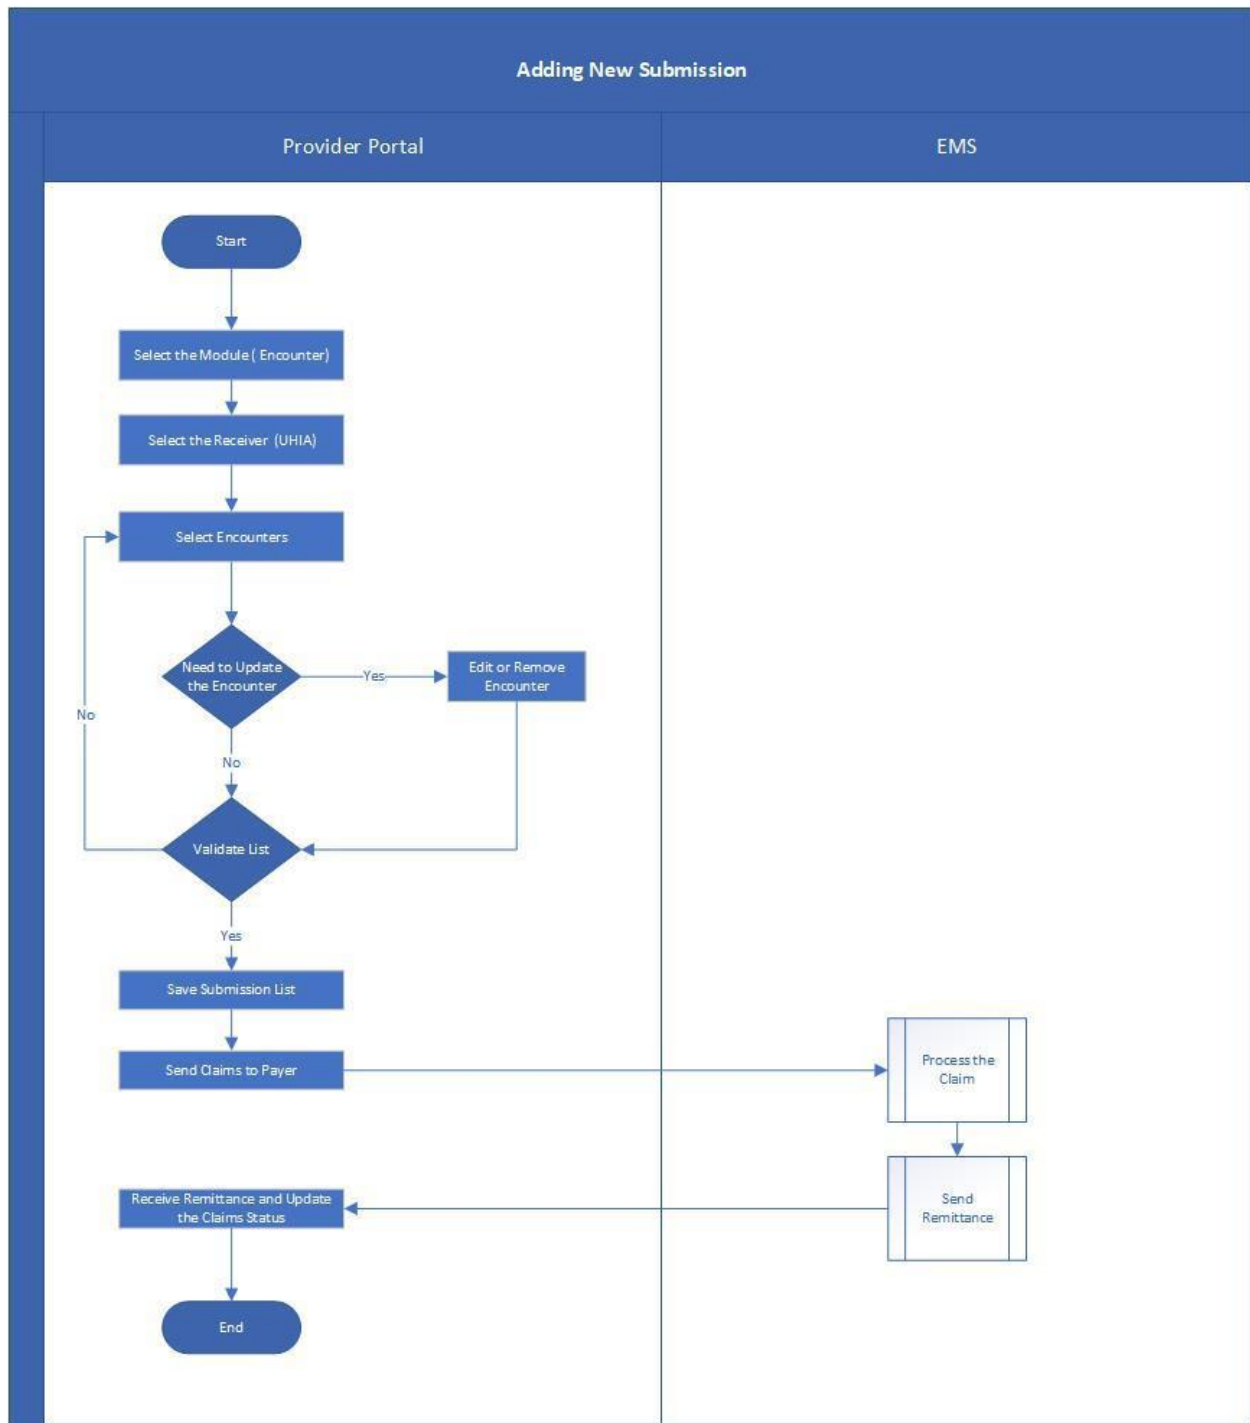 Adding New Submission
Provider Portal
EMS
Start
Select the Module ( Encounter)
Select the Receiver (UHIA)
Select Encounters
Need to Update
the Encounter
Yes
Edit or Remove
Encounter
No
No
Validate List
Yes
Save Submission List
Send Claims to Payer
Process the
Claim
Receive Remittance and Update
the Claims Status
Send
Remittance
End